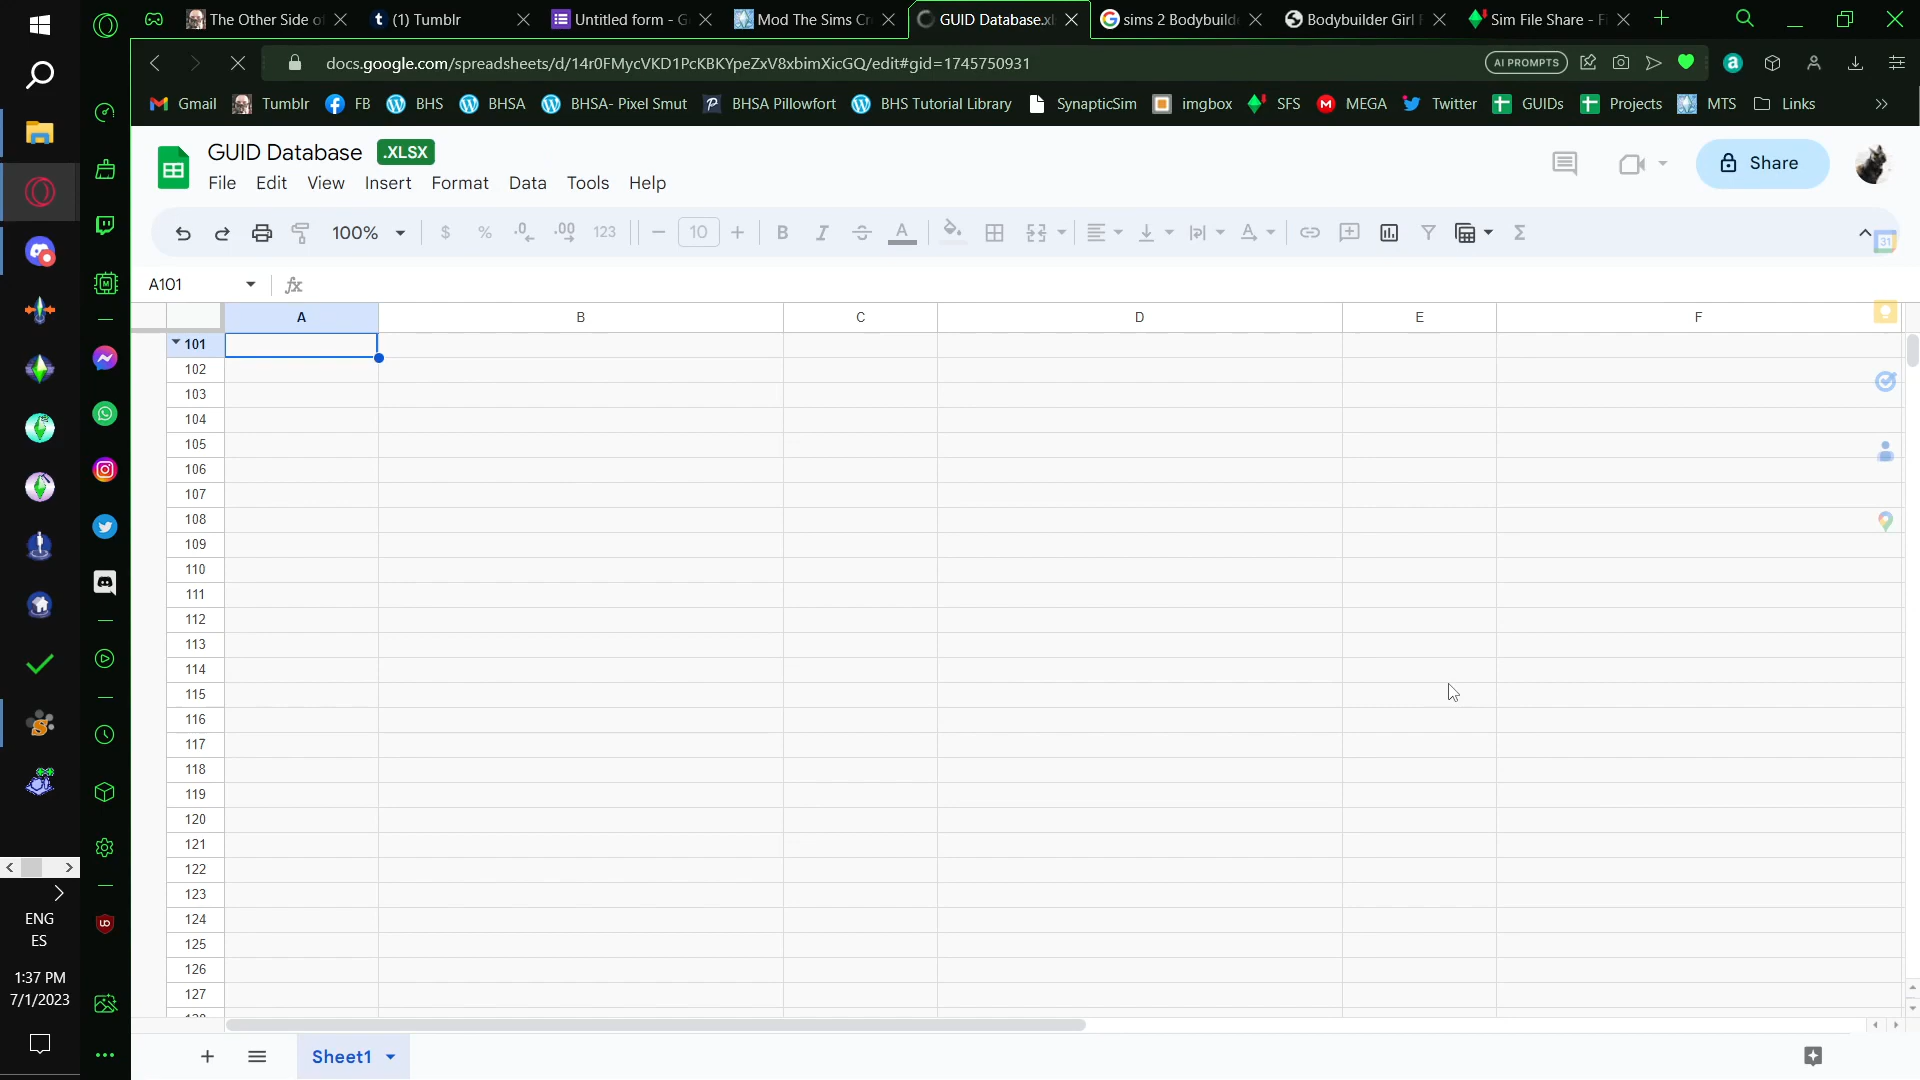 The Other Side o
(1) Tumblr
Untitled form - G
Mod The Sims Cr
GUID Database.xl
sims 2 Bodybuild
Bodybuilder Girl F
Sim File Share - Fi
docs.google.com/spreadsheets/d/14r0FMycVKD1PcKBKYpeZxV8xbimXicGQ/edit#gid=1745750931
AI PROMPTS
Gmail
Tumblr
FB
BHS
BHSA
BHSA- Pixel Smut
BHSA Pillowfort
BHS Tutorial Library
SynapticSim
imgbox
SFS
MEGA
Twitter
GUIDs
Projects
MTS
Links
GUID Database .XLSX
File Edit View Insert Format Data Tools Help
Share
100%
$ % .0 .00 123
10
B I A
A101
fx
31
A B C D E F
101
102
103
104
105
106
107
108
109
110
111
112
113
114
115
116
117
118
119
120
121
122
123
124
125
126
127
Sheet1
ENG
ES
1:37 PM
7/1/2023